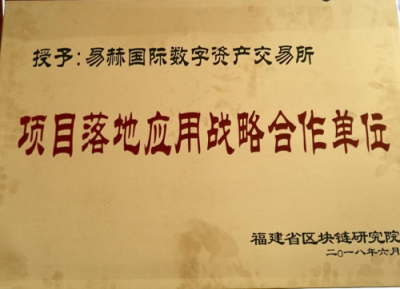 授予：易赫国际数字资产交易所
项目落地应用战略合作单位
福建省区块链研究院
二〇一八年六月